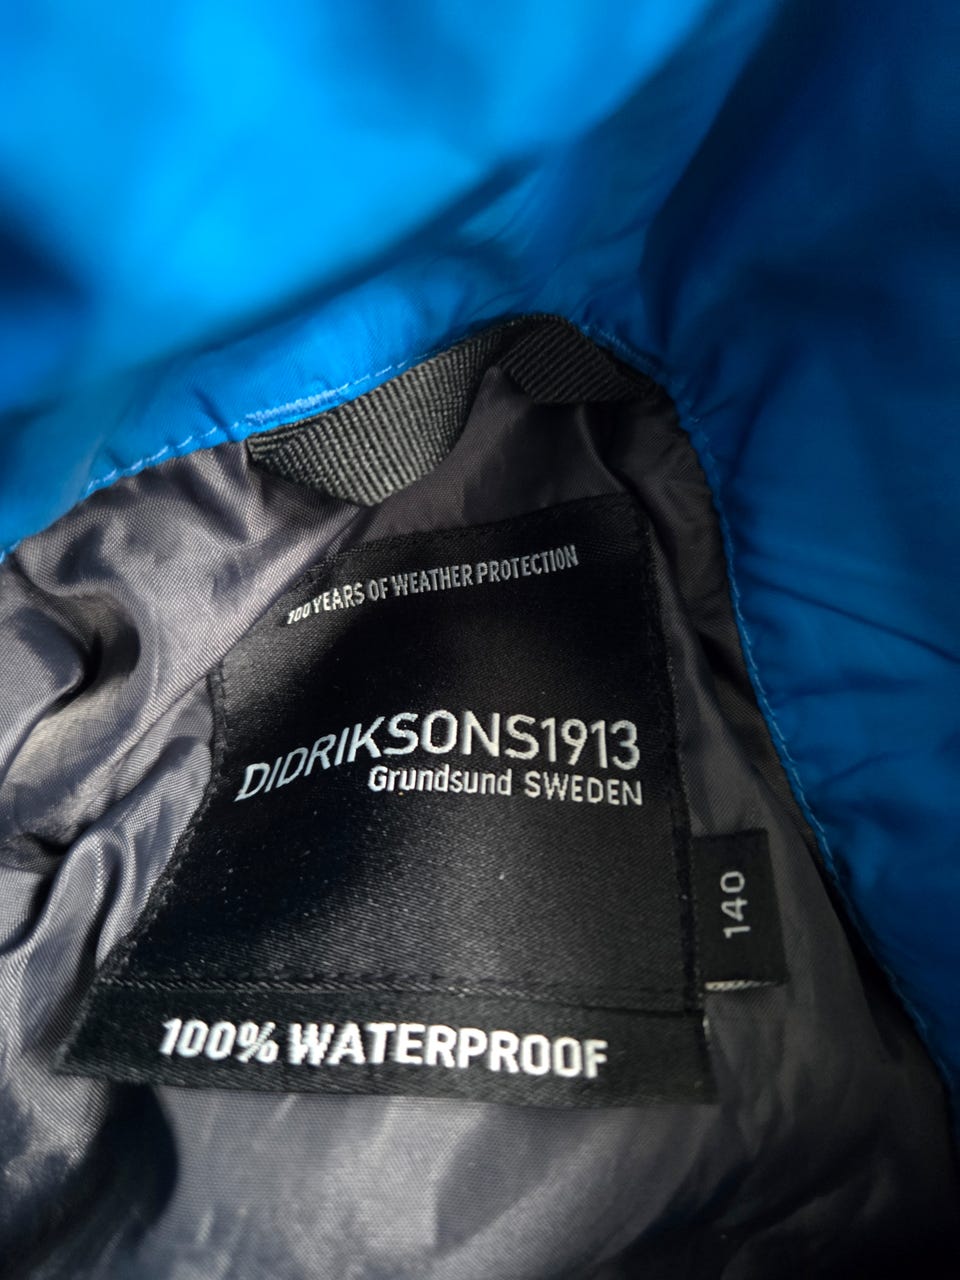 100 YEARS OF WEATHER PROTECTION
DIDRIKSONS1913
Grundsund SWEDEN
140
100% WATERPROOF